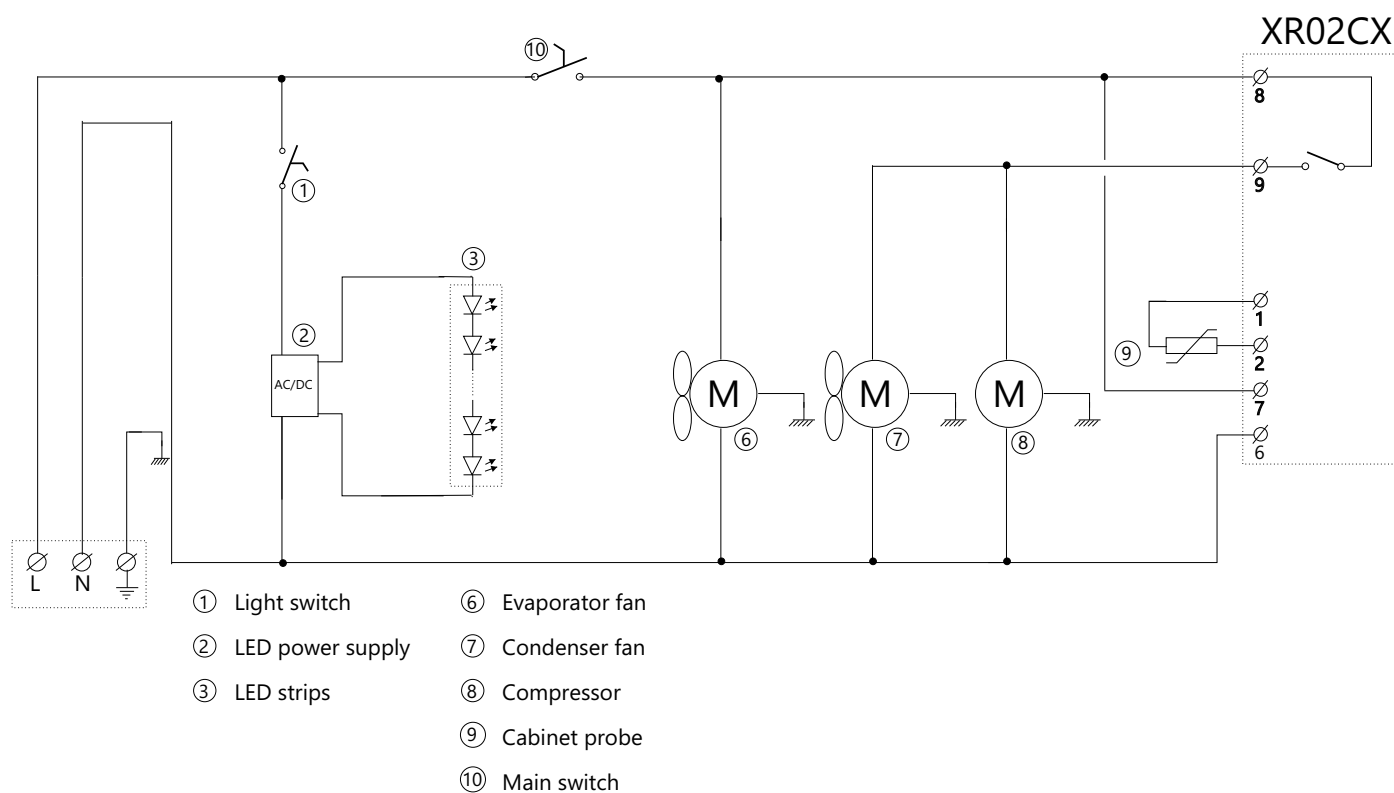 XR02CX
⑩
8
①
9
③
②
1
⑨
2
AC/DC
M
M
M
7
⑥
⑦
⑧
6
L
N
① Light switch
② LED power supply
③ LED strips
⑥ Evaporator fan
⑦ Condenser fan
⑧ Compressor
⑨ Cabinet probe
⑩ Main switch